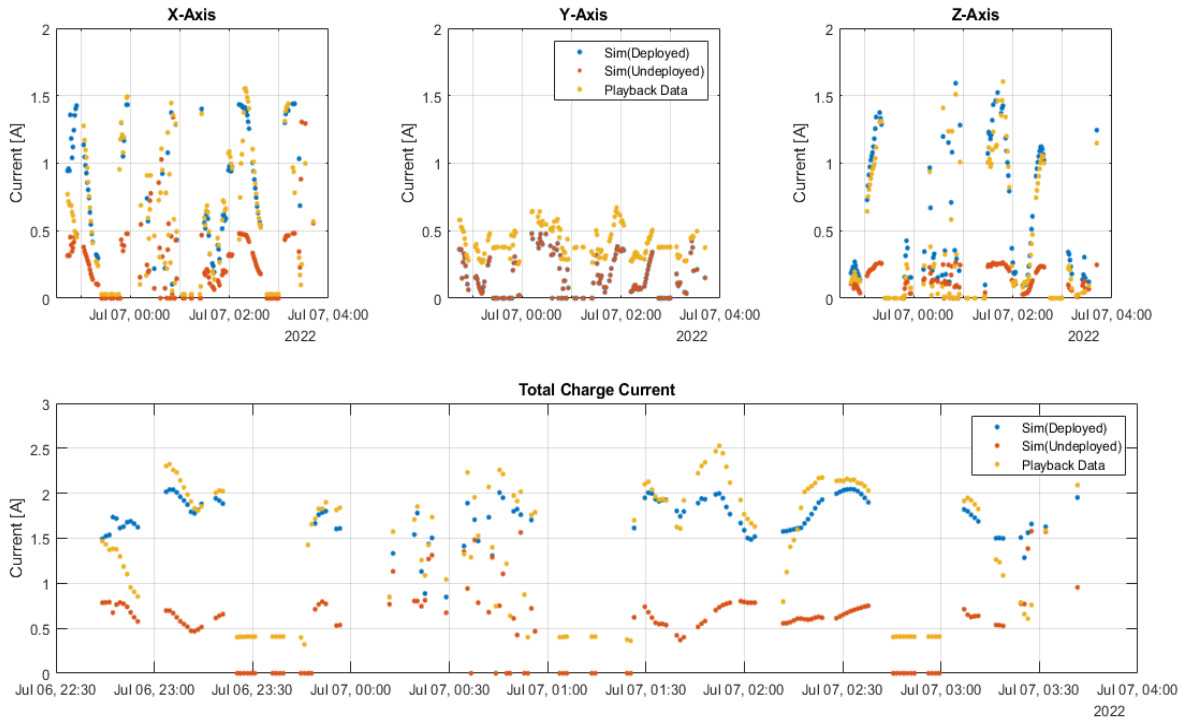 X-Axis
Y-Axis
Z-Axis
2
1.5
1
0.5
0
Current [A]
Jul 07, 00:00
Jul 07, 02:00
Jul 07, 04:00
2022
2
1.5
1
0.5
0
Current [A]
Sim(Deployed)
Sim(Undeployed)
Playback Data
Jul 07, 00:00
Jul 07, 02:00
Jul 07, 04:00
2022
2
1.5
1
0.5
0
Current [A]
Jul 07, 00:00
Jul 07, 02:00
Jul 07, 04:00
2022
Total Charge Current
3
2.5
2
1.5
1
0.5
0
Current [A]
Sim(Deployed)
Sim(Undeployed)
Playback Data
Jul 06, 22:30
Jul 06, 23:00
Jul 06, 23:30
Jul 07, 00:00
Jul 07, 00:30
Jul 07, 01:00
Jul 07, 01:30
Jul 07, 02:00
Jul 07, 02:30
Jul 07, 03:00
Jul 07, 03:30
Jul 07, 04:00
2022